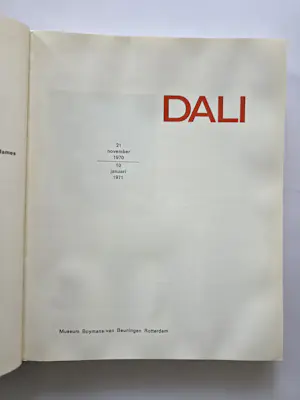 DALI
21
november
1970
10
januari
1971
Museum Boymans-van Beuningen Rotterdam